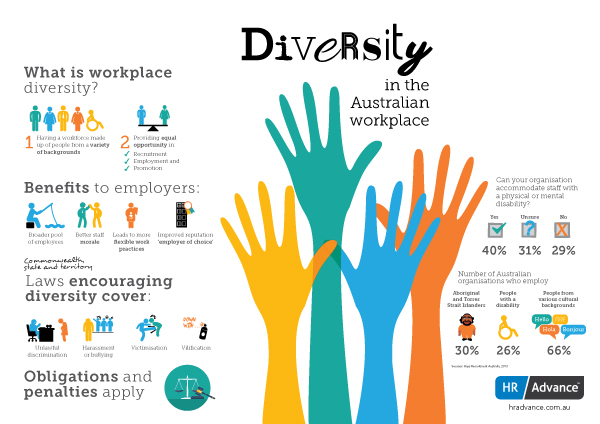 Diversity
in the
Australian
workplace
What is workplace
diversity?
1 Having a workforce made
up of people from a variety
of backgrounds
2 Providing equal
opportunity in:
✓ Recruitment
✓ Employment and
✓ Promotion
Benefits to employers:
Broader pool
of employees
Better staff
morale
Leads to more
flexible work
practices
Improved reputation
'employer of choice'
Commonwealth,
state and territory
Laws encouraging
diversity cover:
Unlawful
discrimination
Harassment
or bullying
Victimisation
DOWN
WITH
Vilification
Obligations and
penalties apply
Can your organisation
accommodate staff with
a physical or mental
disability?
Yes
Unsure
No
40%
31%
29%
Number of Australian
organisations who employ
Aboriginal
and Torres
Strait Islanders
People
with a
disability
People from
various cultural
backgrounds
Hello
Hola
Bonjour
30%
26%
66%
HR Advance
hradvance.com.au